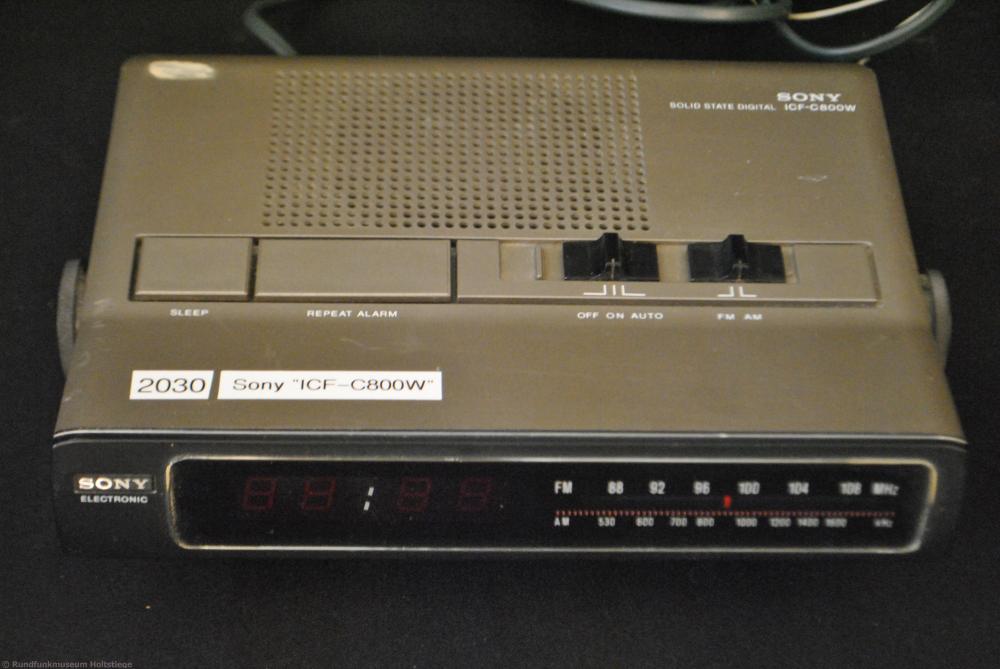 SONY
SOLID STATE DIGITAL ICF-C800W
SLEEP
REPEAT ALARM
OFF ON AUTO
FM AM
2030 Sony "ICF-C800W"
SONY
ELECTRONIC
FM 88 92 96 100 104 108 MHz
AM 530 600 700 800 1000 1200 1400 1600 kHz
© Rundfunkmuseum Holtstiege